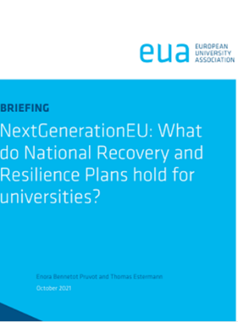 eua
EUROPEAN
UNIVERSITY
ASSOCIATION
BRIEFING
NextGenerationEU: What
do National Recovery and
Resilience Plans hold for
universities?
Enora Bennetot Pruvot and Thomas Estermann
October 2021